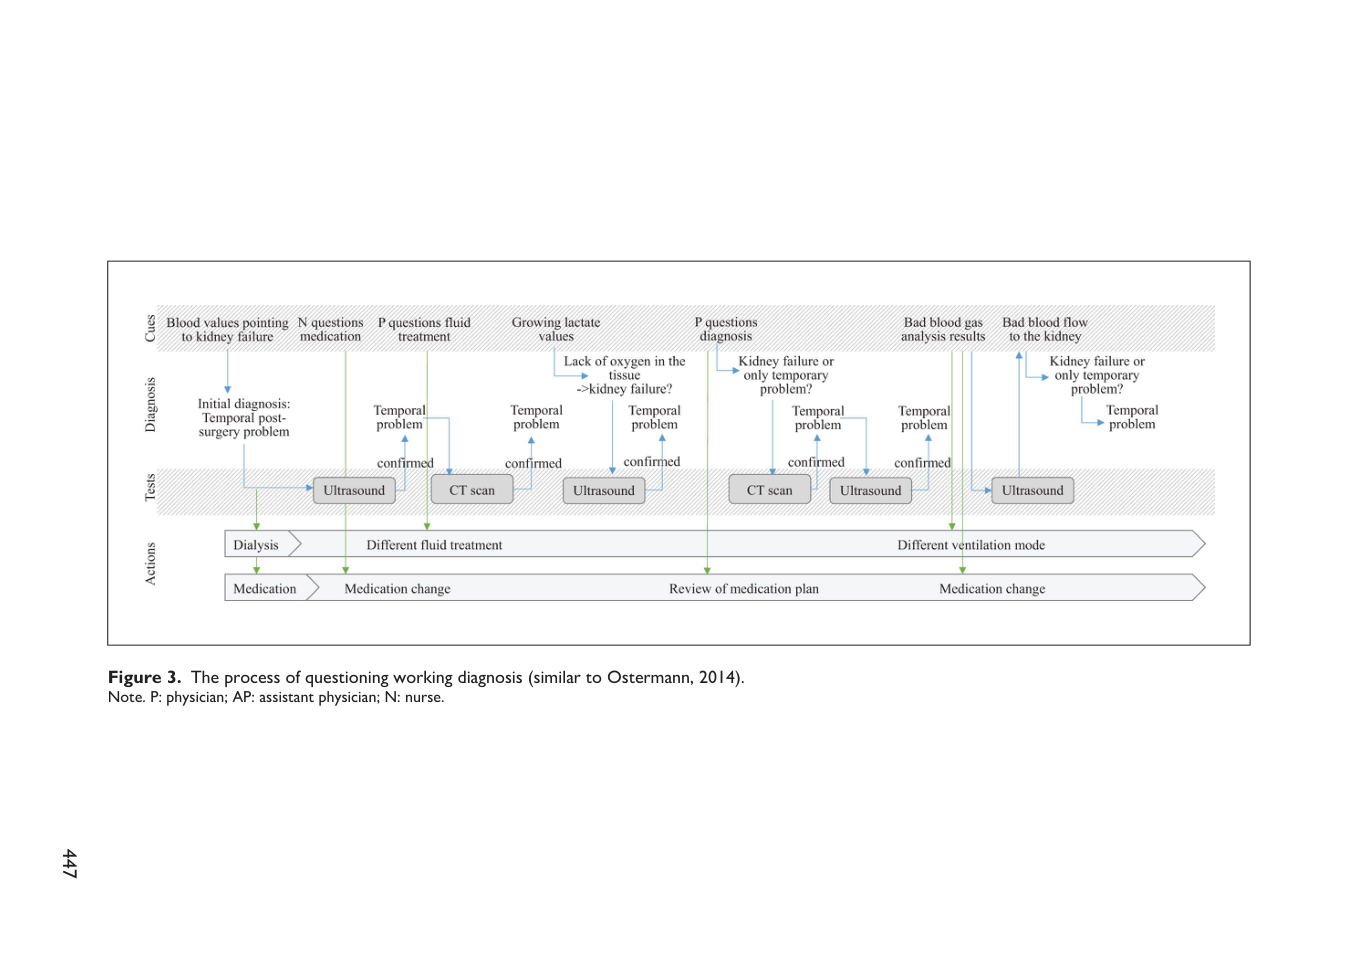 Cues
Blood values pointing
to kidney failure
N questions
medication
P questions fluid
treatment
Growing lactate
values
P questions
diagnosis
Bad blood gas
analysis results
Bad blood flow
to the kidney
Diagnosis
Initial diagnosis:
Temporal post-
surgery problem
Temporal
problem
confirmed
Temporal
problem
confirmed
Lack of oxygen in the
tissue
->kidney failure?
Temporal
problem
confirmed
Kidney failure or
only temporary
problem?
Temporal
problem
confirmed
Temporal
problem
confirmed
Kidney failure or
only temporary
problem?
Temporal
problem
Tests
Ultrasound
CT scan
Ultrasound
CT scan
Ultrasound
Ultrasound
Actions
Dialysis
Different fluid treatment
Different ventilation mode
Medication
Medication change
Review of medication plan
Medication change
Figure 3. The process of questioning working diagnosis (similar to Ostermann, 2014).
Note. P: physician; AP: assistant physician; N: nurse.
447